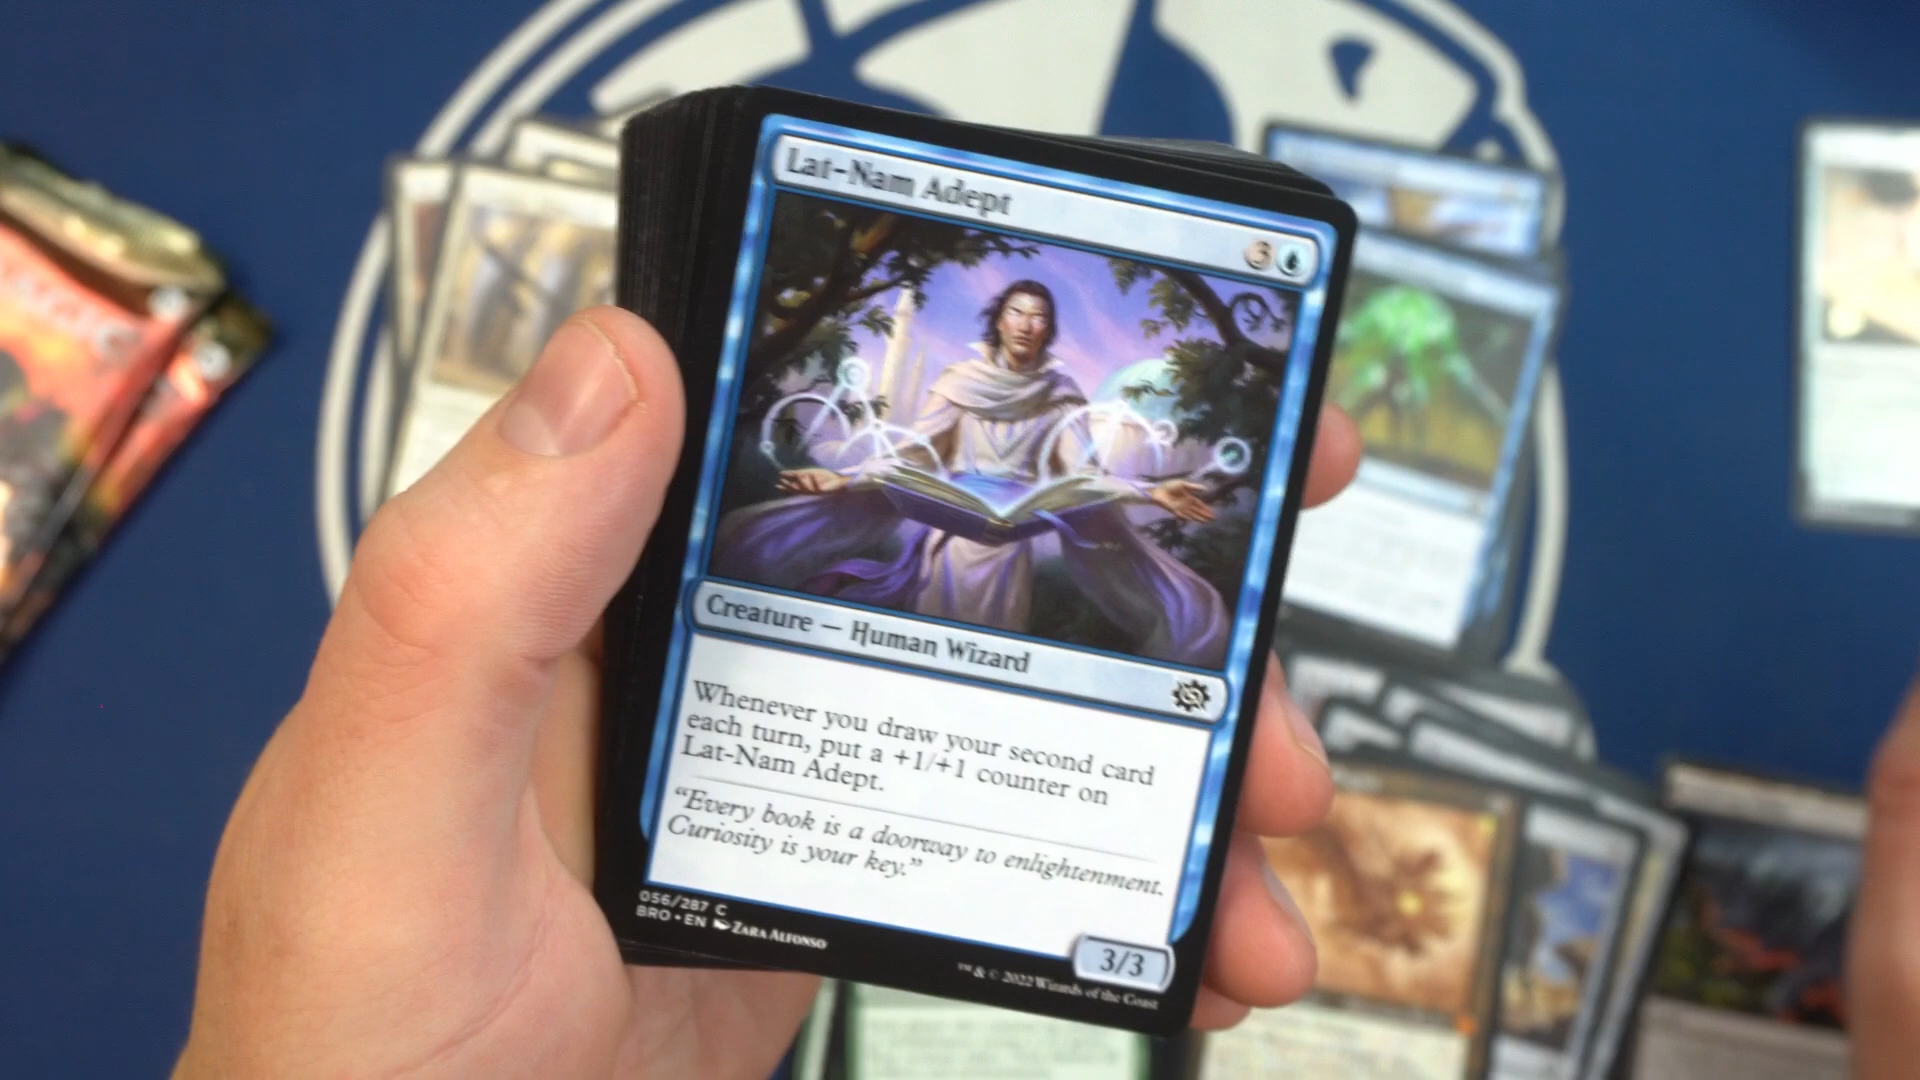 Lat-Nam Adept
3
Creature — Human Wizard
Whenever you draw your second card
each turn, put a +1/+1 counter on
Lat-Nam Adept.
“Every book is a doorway to enlightenment.
Curiosity is your key.”
056/287 C
BRO • EN Zara Alfonso
3/3
™ & © 2022 Wizards of the Coast